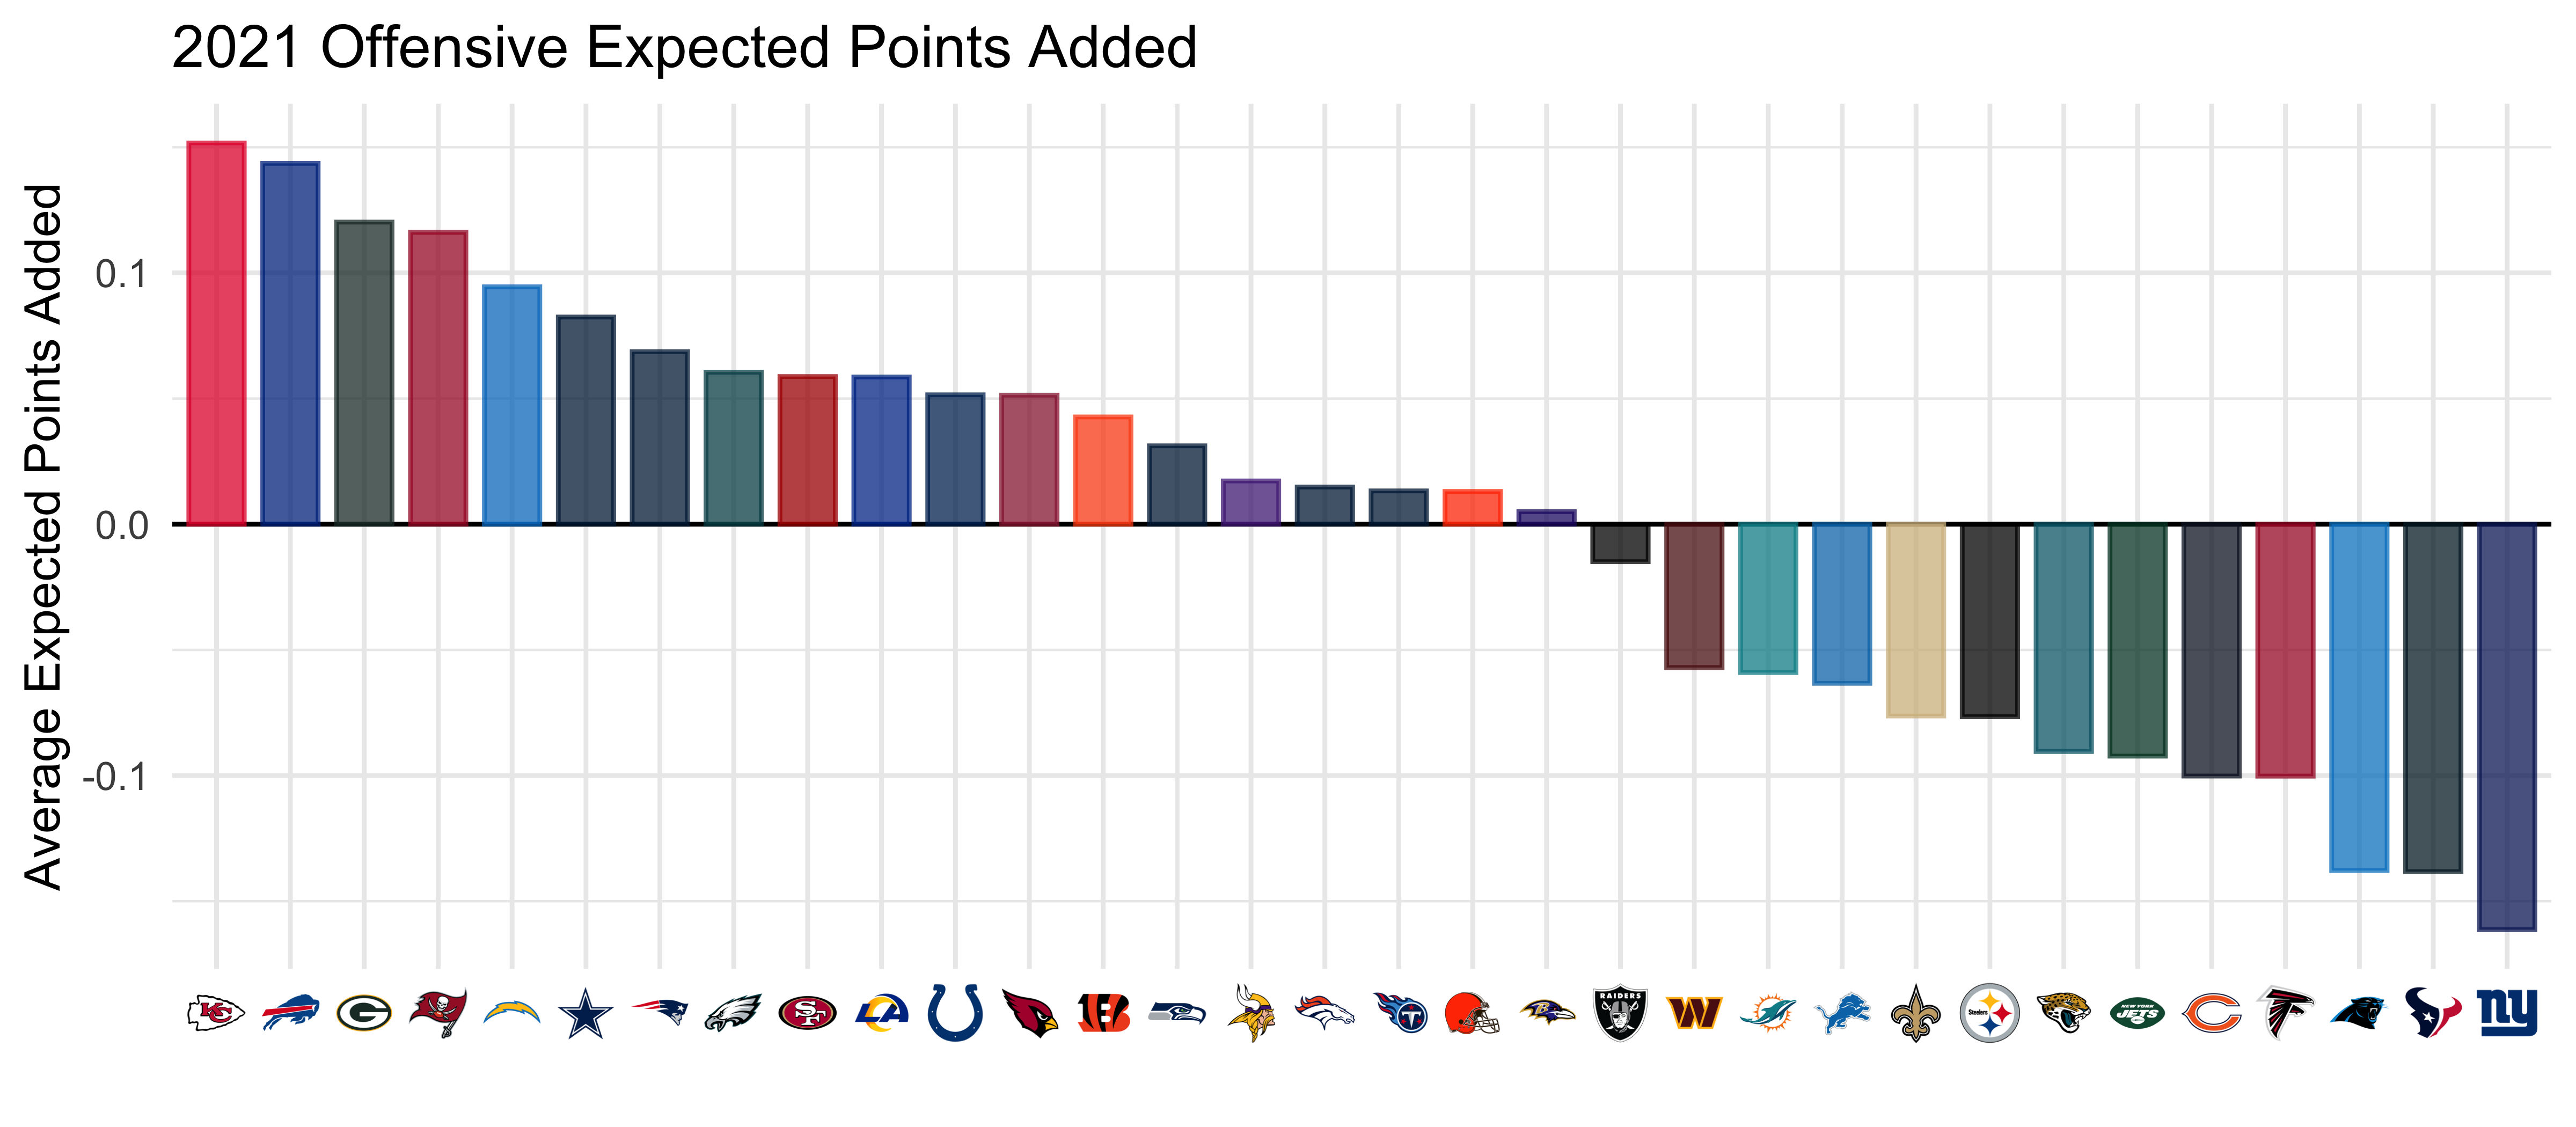 2021 Offensive Expected Points Added
Average Expected Points Added
0.1
0.0
-0.1
KC
G
SF
LA
B
RAIDERS
W
Steelers
NEW YORK
JETS
C
ny